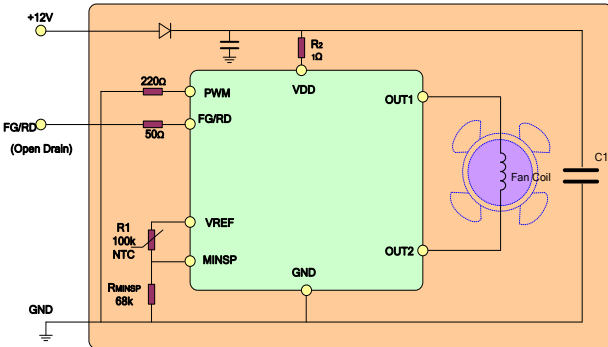 +12V
R2
1Ω
220Ω
PWM
VDD
OUT1
FG/RD
50Ω
FG/RD
(Open Drain)
C1
Fan Coil
R1
100k
NTC
VREF
MINSP
OUT2
GND
RMINSP
68k
GND